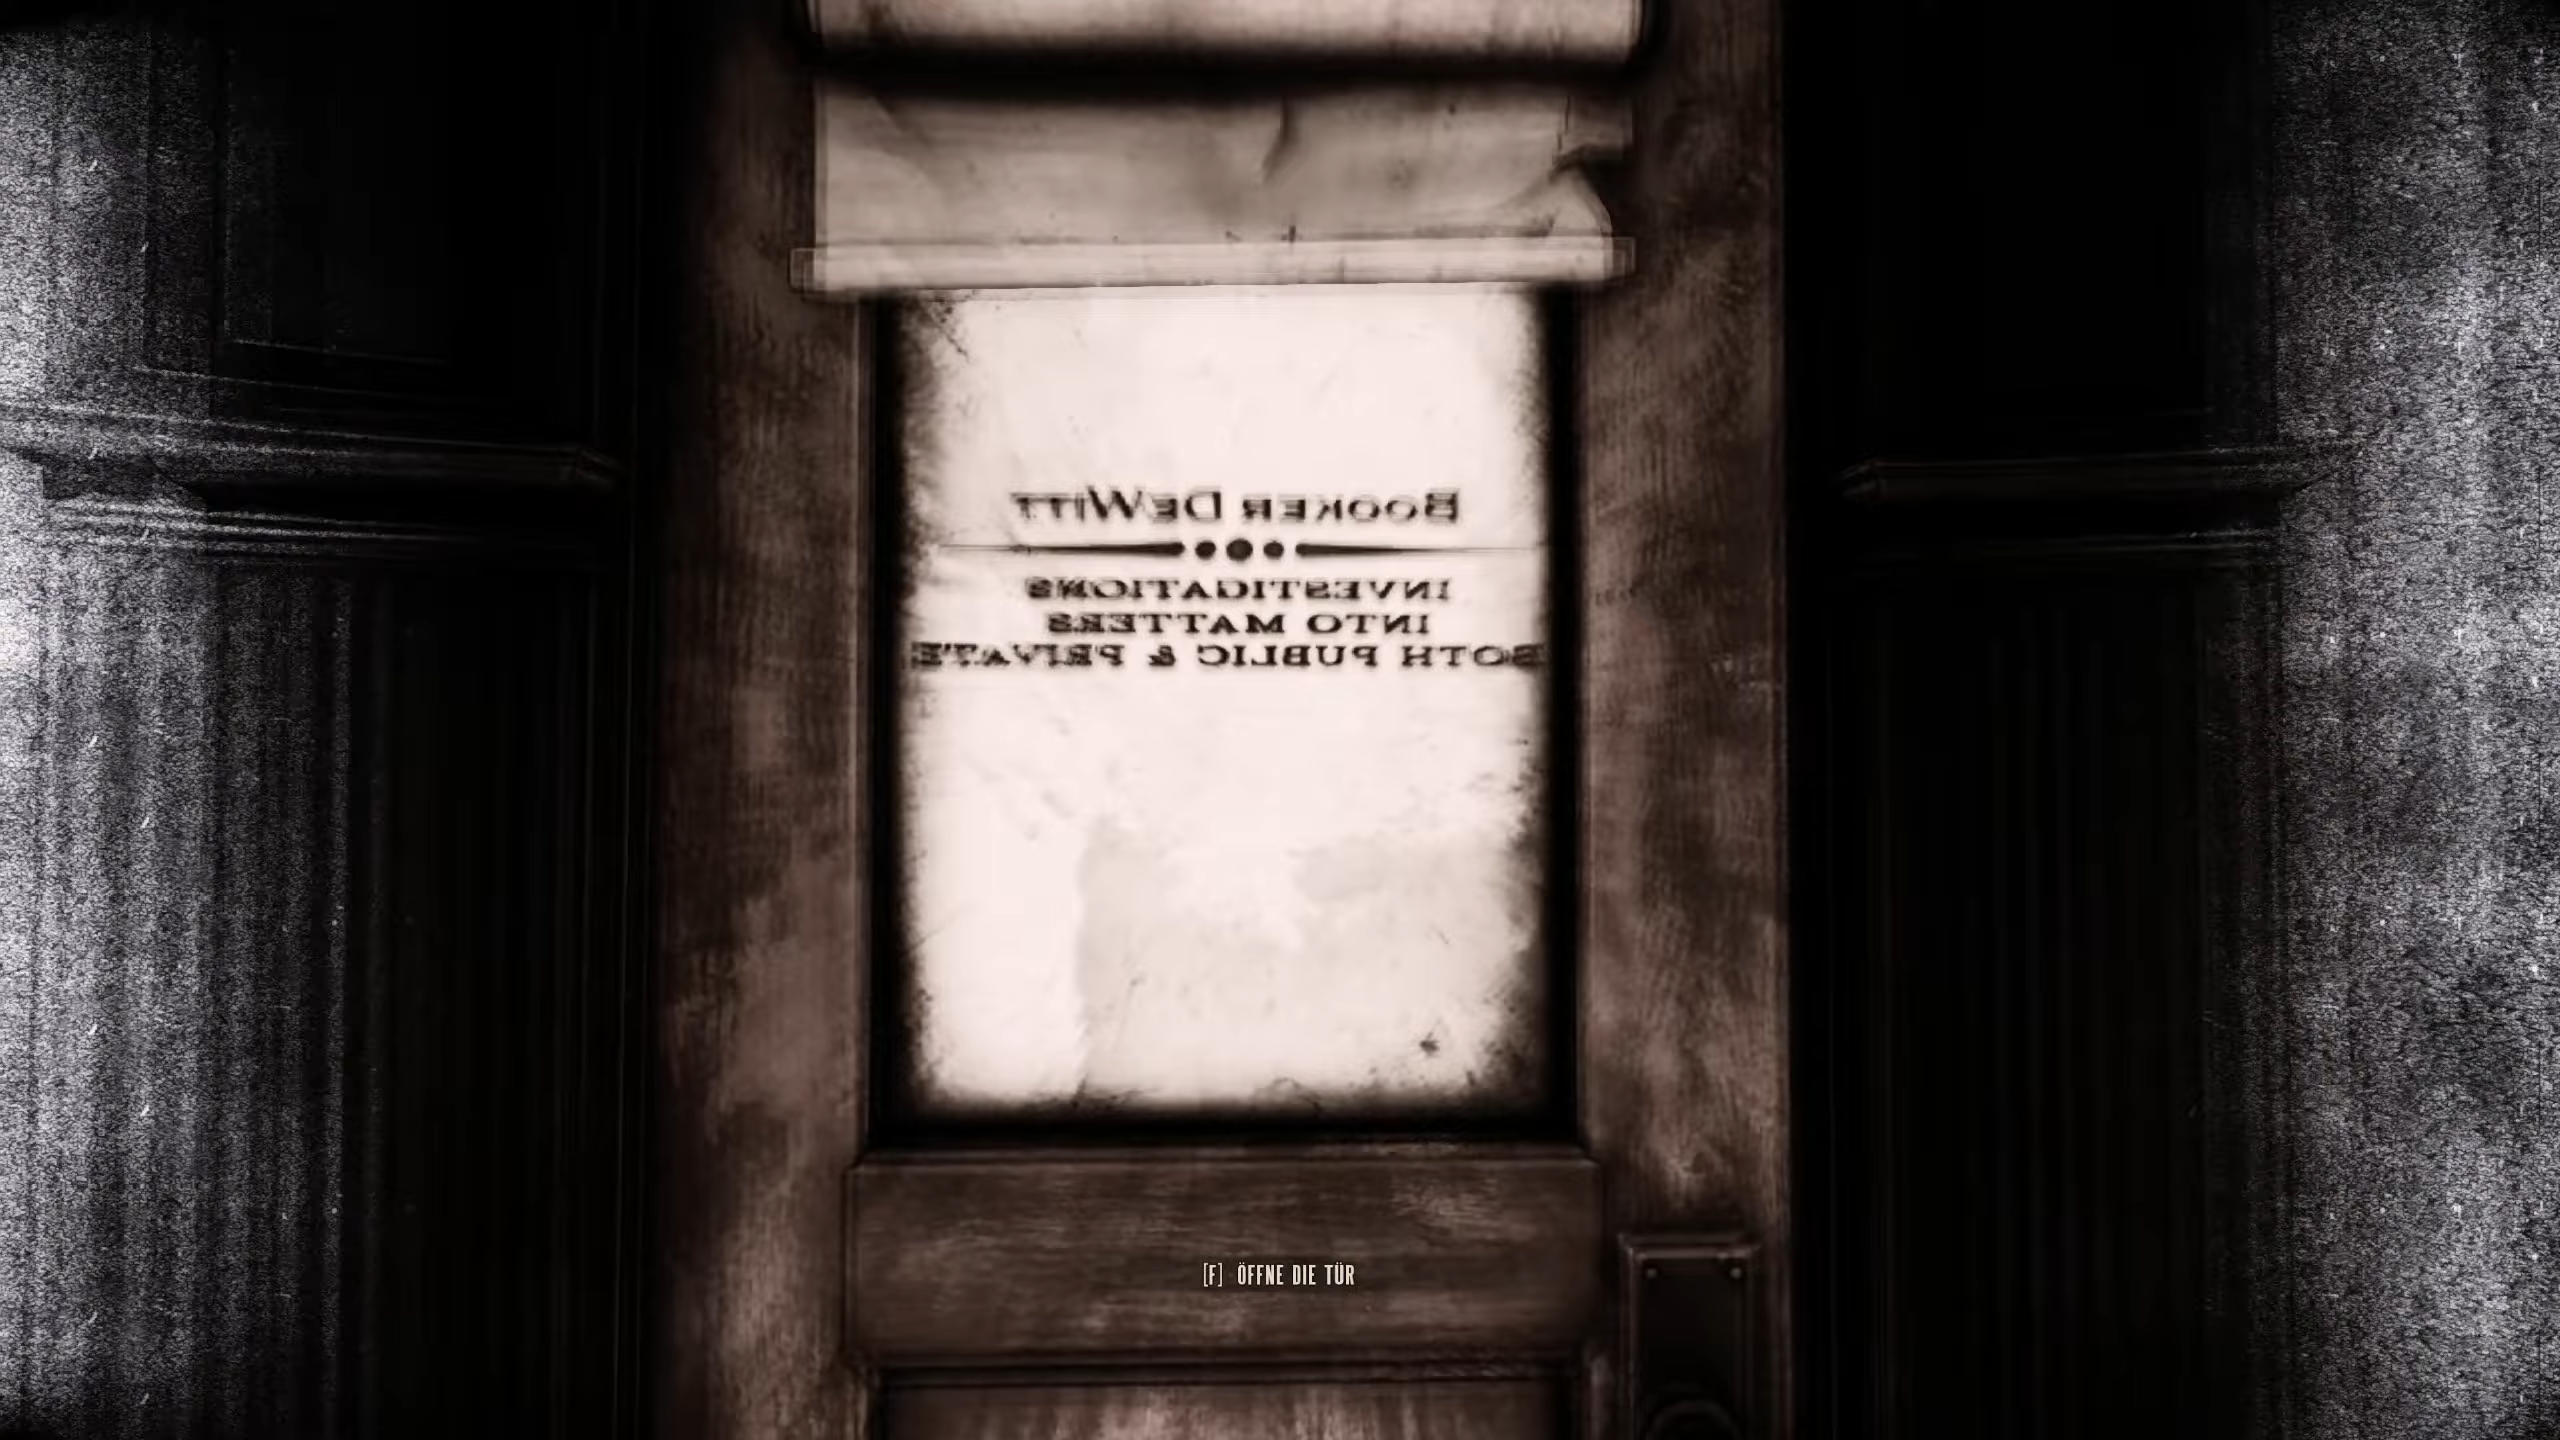 BOOKER DEWITT
INVESTIGATIONS
INTO MATTERS
BOTH PUBLIC & PRIVATE
[F] ÖFFNE DIE TÜR